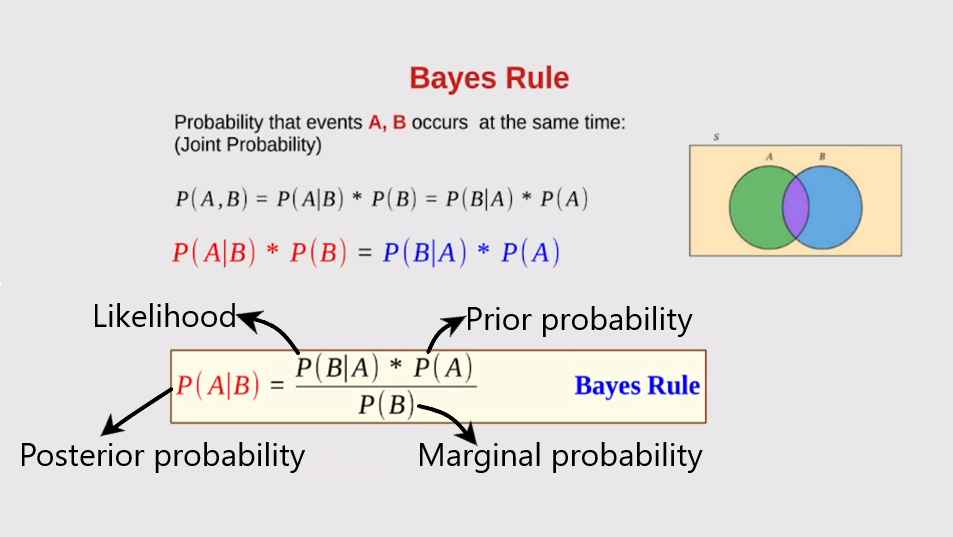 Bayes Rule
Probability that events A, B occurs at the same time:
(Joint Probability)
S
A B
P(A,B) = P(A|B) * P(B) = P(B|A) * P(A)
P(A|B) * P(B) = P(B|A) * P(A)
Likelihood
Prior probability
P(A|B) = P(B|A) * P(A)
P(B)
Bayes Rule
Posterior probability
Marginal probability